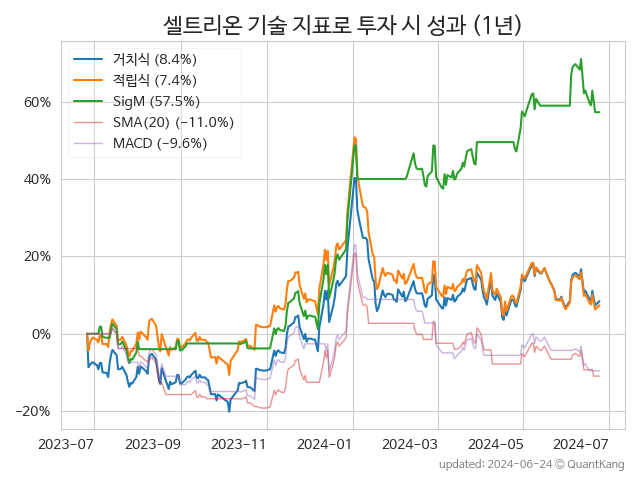 셀트리온 기술 지표로 투자 시 성과 (1년)
거치식 (8.4%)
적립식 (7.4%)
SigM (57.5%)
SMA(20) (−11.0%)
MACD (−9.6%)
60%
40%
20%
0%
−20%
2023-07 2023-09 2023-11 2024-01 2024-03 2024-05 2024-07
updated: 2024-06-24 ⓒ QuantKang